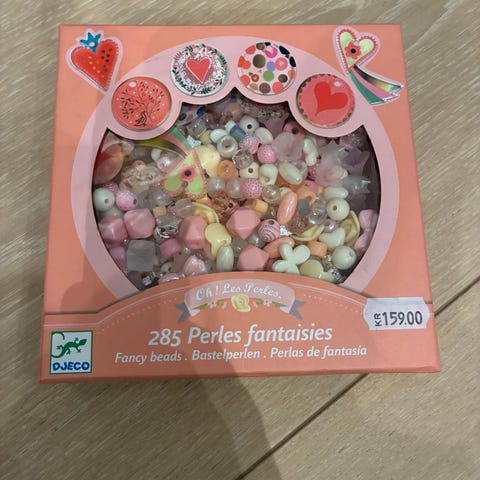 Oh! Les Perles.
KR 159.00
285 Perles fantaisies
Fancy beads . Bastelperlen . Perlas de fantasía
DJECO